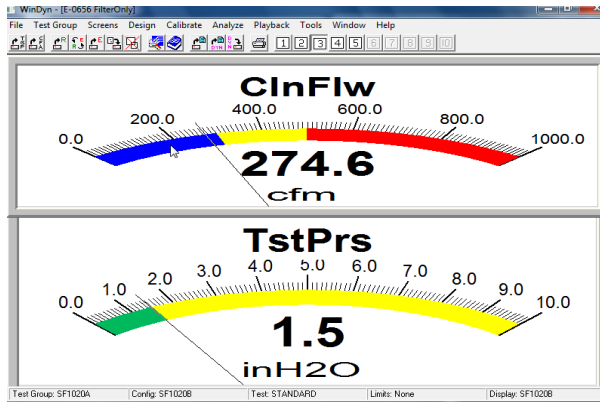 WinDyn - [E-0656 FilterOnly]
File Test Group Screens Design Calibrate Analyze Playback Tools Window Help
1 2 3 4 5 6 7 8 9 10
ClnFlw
0.0 200.0 400.0 600.0 800.0 1000.0
274.6
cfm
TstPrs
0.0 1.0 2.0 3.0 4.0 5.0 6.0 7.0 8.0 9.0 10.0
1.5
inH2O
Test Group: SF1020A Config: SF1020B Test: STANDARD Limits: None Display: SF1020B